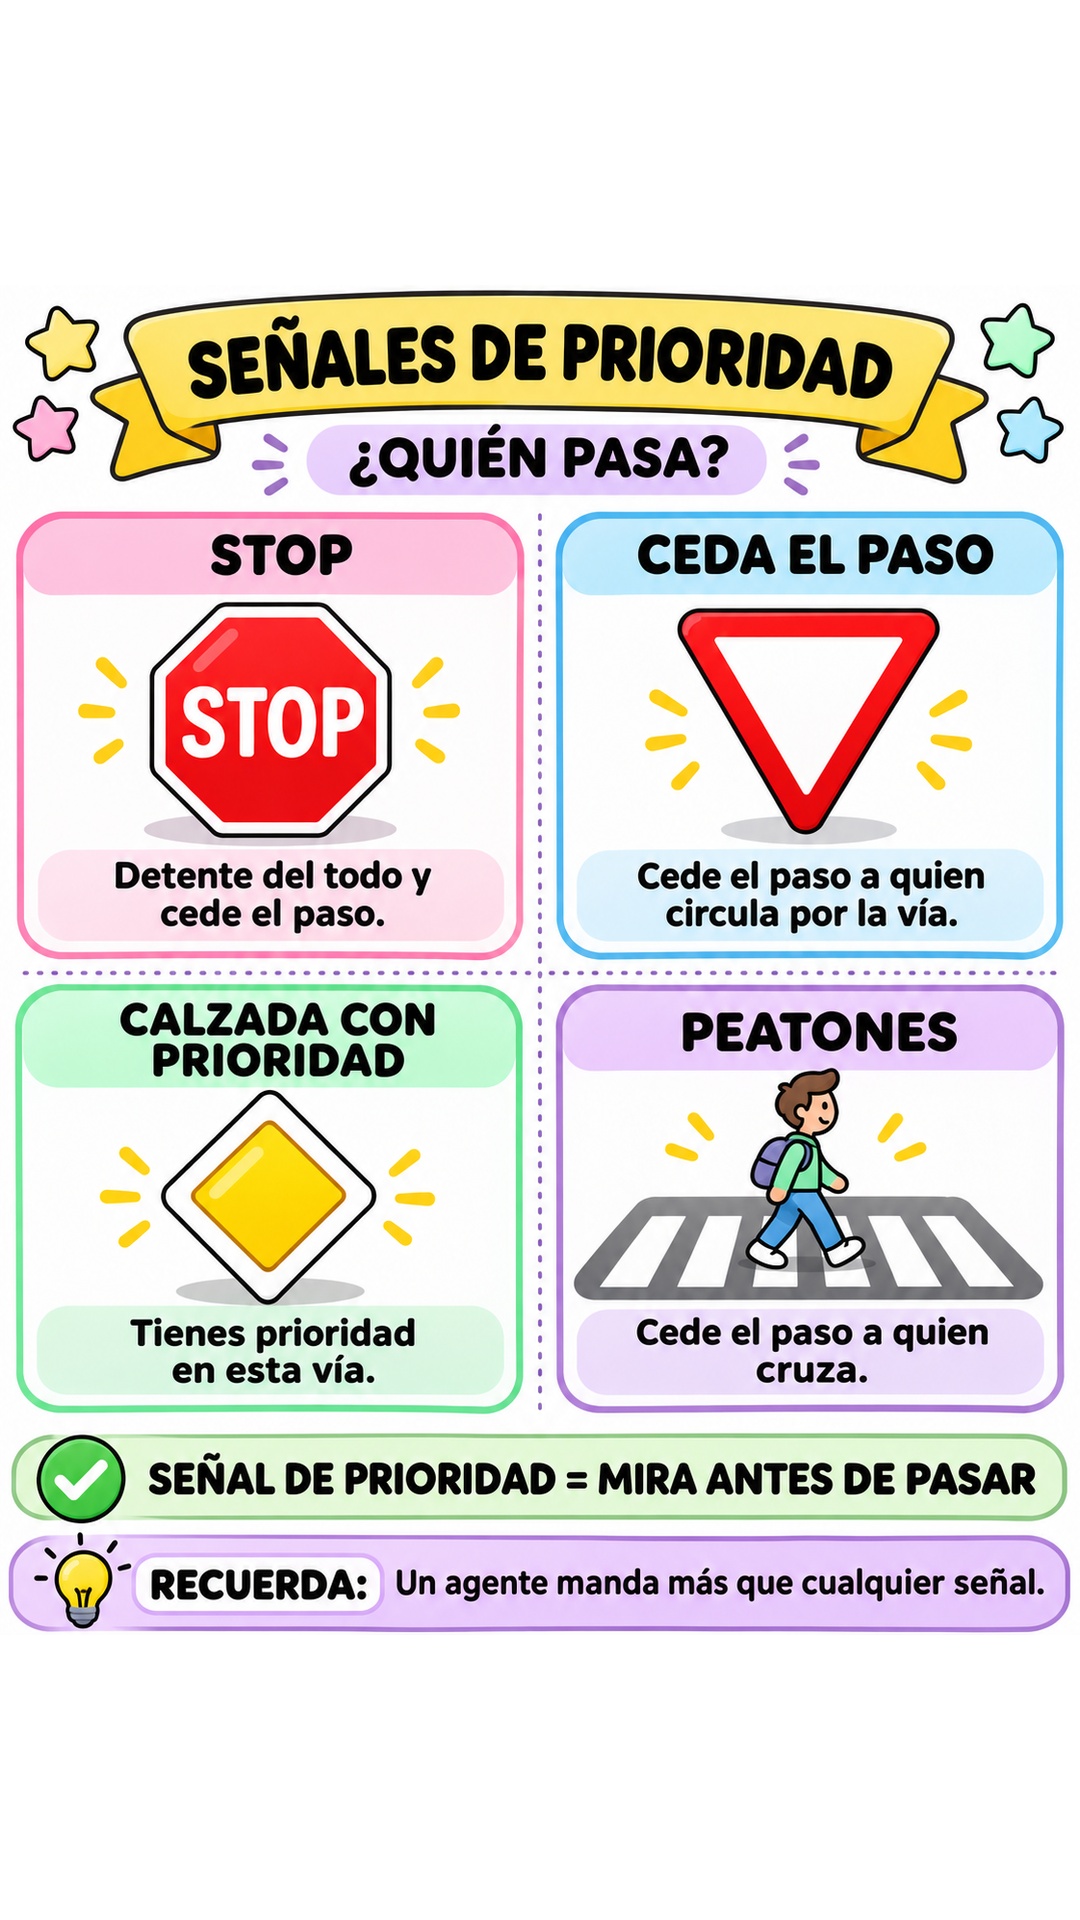 SEÑALES DE PRIORIDAD
¿QUIÉN PASA?
STOP
STOP
Detente del todo y
cede el paso.
CEDA EL PASO
Cede el paso a quien
circula por la vía.
CALZADA CON
PRIORIDAD
Tienes prioridad
en esta vía.
PEATONES
Cede el paso a quien
cruza.
SEÑAL DE PRIORIDAD = MIRA ANTES DE PASAR
RECUERDA: Un agente manda más que cualquier señal.